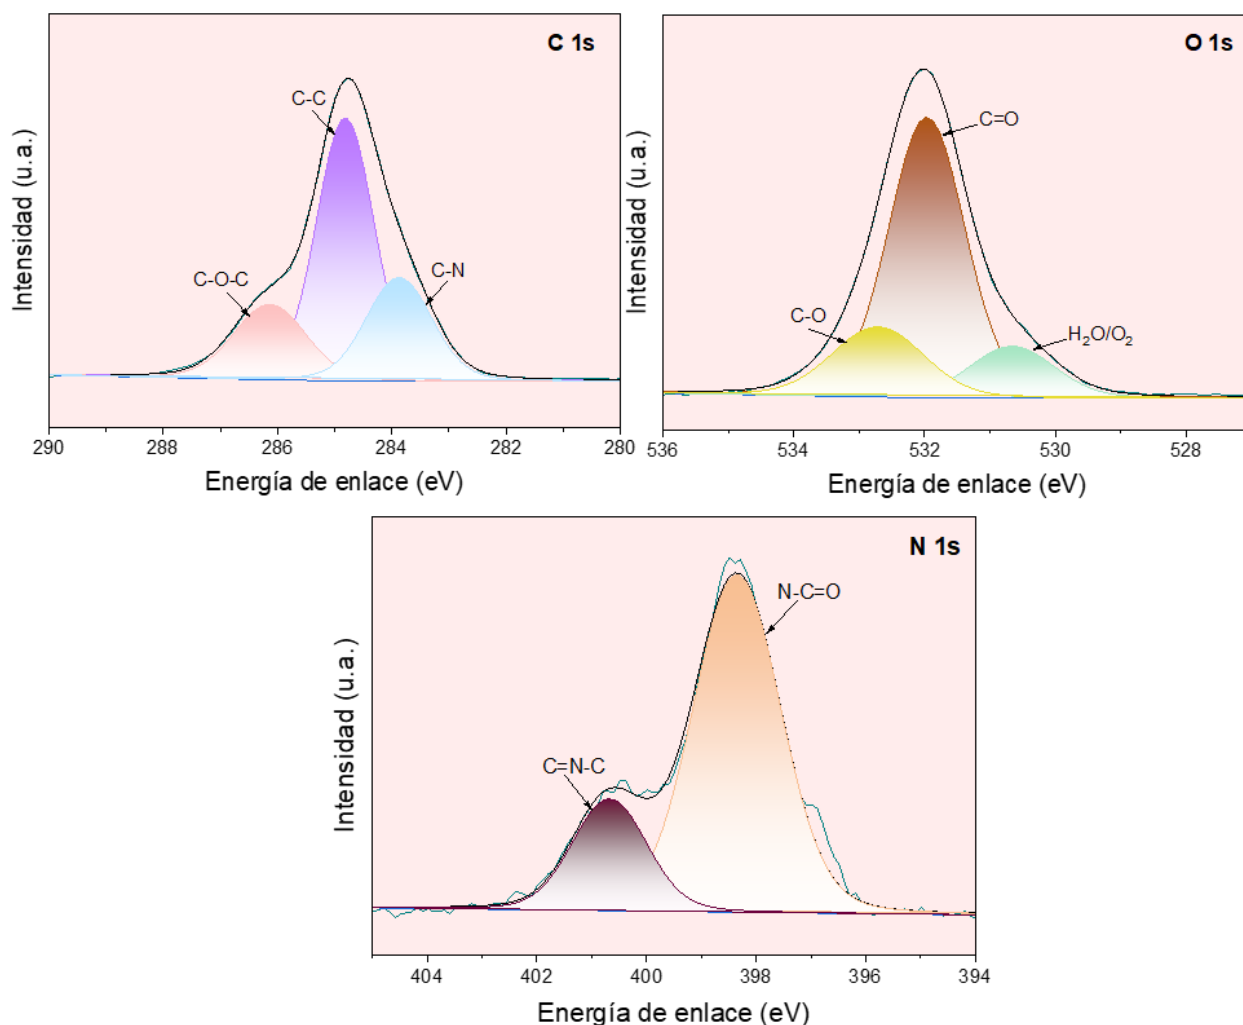 C 1s
C-C
C-O-C
C-N
Intensidad (u.a.)
290 288 286 284 282 280
Energía de enlace (eV)
O 1s
C=O
C-O
H₂O/O₂
Intensidad (u.a.)
536 534 532 530 528
Energía de enlace (eV)
N 1s
N-C=O
C=N-C
Intensidad (u.a.)
404 402 400 398 396 394
Energía de enlace (eV)